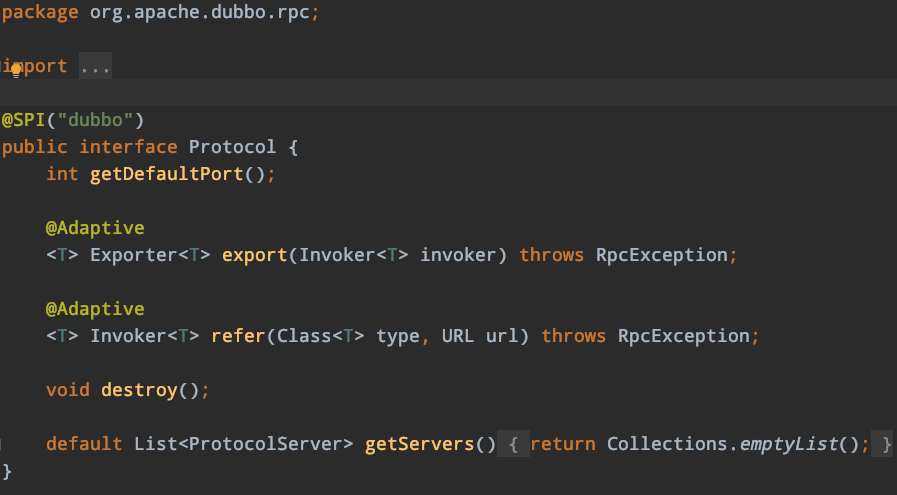 package org.apache.dubbo.rpc;
import ...
@SPI("dubbo")
public interface Protocol {
int getDefaultPort();
@Adaptive
<T> Exporter<T> export(Invoker<T> invoker) throws RpcException;
@Adaptive
<T> Invoker<T> refer(Class<T> type, URL url) throws RpcException;
void destroy();
default List<ProtocolServer> getServers() { return Collections.emptyList(); }
}